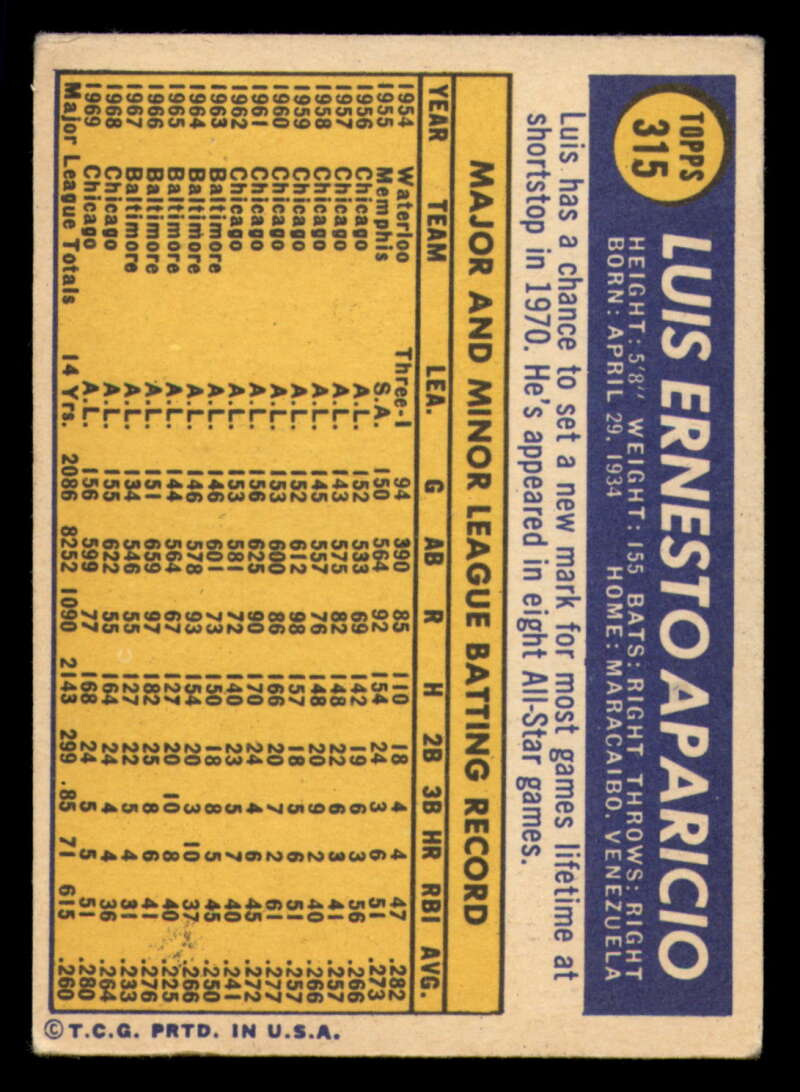 TOPPS
315
LUIS ERNESTO APARICIO
HEIGHT: 5'8" WEIGHT: 155 BATS: RIGHT THROWS: RIGHT
BORN: APRIL 29, 1934 HOME: MARACAIBO, VENEZUELA
Luis has a chance to set a new mark for most games lifetime at
shortstop in 1970. He's appeared in eight All-Star games.
MAJOR AND MINOR LEAGUE BATTING RECORD
YEAR TEAM LEA. G AB R H 2B 3B HR RBI AVG.
1954 Waterloo Three-I 94 390 85 110 18 4 4 47 .282
1955 Memphis S.A. 150 564 92 154 24 3 6 51 .273
1956 Chicago A.L. 152 533 69 142 19 6 3 56 .266
1957 Chicago A.L. 143 575 82 148 22 6 3 41 .257
1958 Chicago A.L. 145 557 76 148 20 9 2 40 .266
1959 Chicago A.L. 152 612 98 157 18 5 6 51 .257
1960 Chicago A.L. 153 600 86 166 20 7 2 61 .277
1961 Chicago A.L. 156 625 90 170 24 4 6 45 .272
1962 Chicago A.L. 153 581 72 140 23 5 7 40 .241
1963 Baltimore A.L. 146 601 73 150 18 8 5 45 .250
1964 Baltimore A.L. 146 578 93 154 20 3 10 37 .266
1965 Baltimore A.L. 144 564 67 127 20 10 8 40 .225
1966 Baltimore A.L. 151 659 97 182 25 8 6 41 .276
1967 Baltimore A.L. 134 546 55 127 22 5 4 31 .233
1968 Chicago A.L. 155 622 55 164 24 4 4 36 .264
1969 Chicago A.L. 156 599 77 168 24 5 5 51 .280
Major League Totals 14 Yrs. 2086 8252 1090 2143 299 .85 71 615 .260
© T.C.G. PRTD. IN U.S.A.